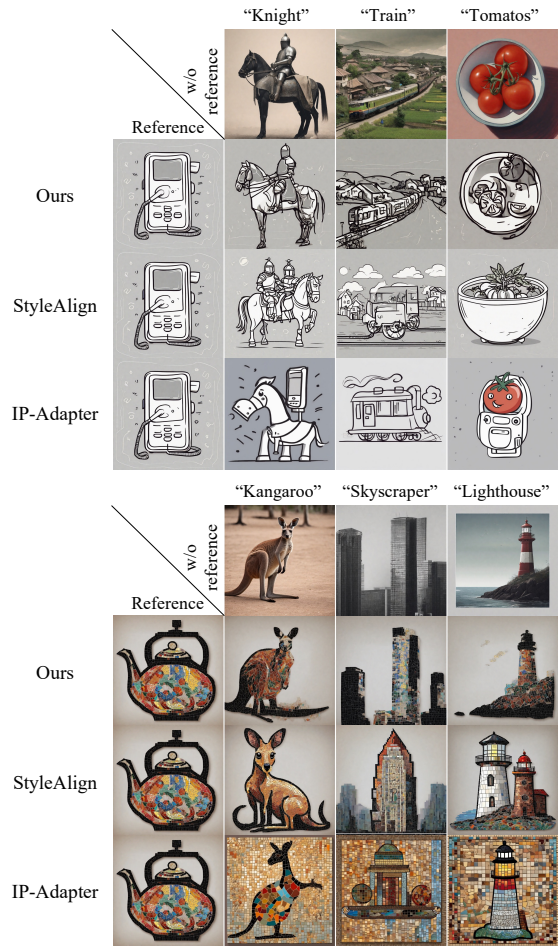 “Knight” “Train” “Tomatos”
w/o
reference
Reference
Ours
StyleAlign
IP-Adapter
“Kangaroo” “Skyscraper” “Lighthouse”
w/o
reference
Reference
Ours
StyleAlign
IP-Adapter